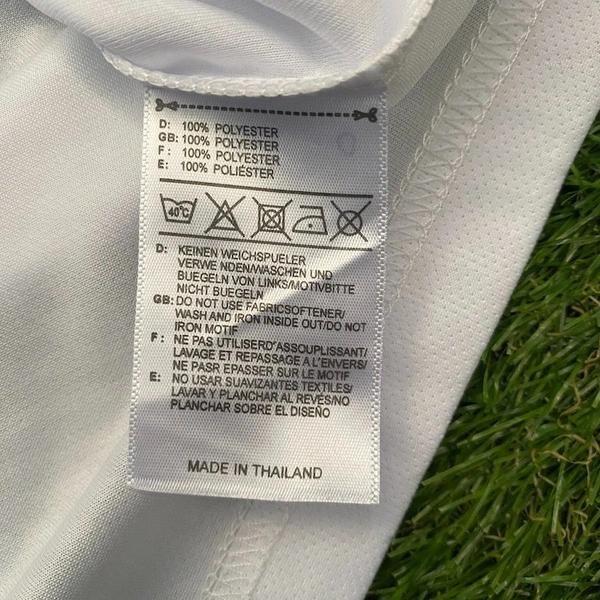 D: 100% POLYESTER
GB: 100% POLYESTER
F: 100% POLYESTER
E: 100% POLIÉSTER
40°C
D: KEINEN WEICHSPUELER
VERWE NDEN/WASCHEN UND
BUEGELN VON LINKS/MOTIVBITTE
NICHT BUEGELN
GB: DO NOT USE FABRICSOFTENER/
WASH AND IRON INSIDE OUT/DO NOT
IRON MOTIF
F: NE PAS UTILISERD'ASSOUPLISSANT/
LAVAGE ET REPASSAGE A L'ENVERS/
NE PASR EPASSER SUR LE MOTIF
E: NO USAR SUAVIZANTES TEXTILES/
LAVAR Y PLANCHAR AL REVÉS/NO
PLANCHAR SOBRE EL DISEÑO
MADE IN THAILAND